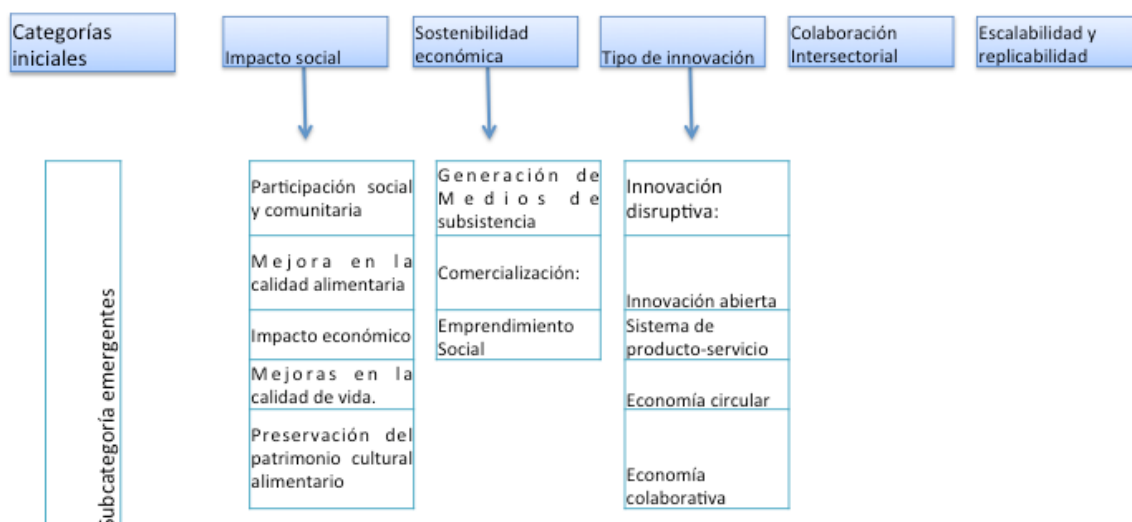 Categorías
iniciales
Impacto social
Sostenibilidad
económica
Tipo de innovación
Colaboración
Intersectorial
Escalabilidad y
replicabilidad
Subcategoría emergentes
Participación social
y comunitaria
Mejora en la
calidad alimentaria
Impacto económico
Mejoras en la
calidad de vida.
Preservación del
patrimonio cultural
alimentario
Generación de
Medios de
subsistencia
Comercialización:
Emprendimiento
Social
Innovación
disruptiva:
Innovación abierta
Sistema de
producto-servicio
Economía circular
Economía
colaborativa